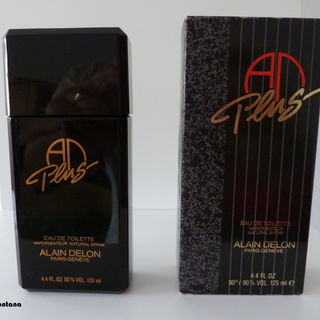 AD
Plus
EAU DE TOILETTE
VAPORISATEUR NATURAL SPRAY
ALAIN DELON
PARIS-GENÈVE
4.4 FL.OZ 90% VOL. 125 ml
AD
Plus
EAU DE TOILETTE
VAPORISATEUR
NATURAL SPRAY
ALAIN DELON
PARIS-GENÈVE
4.4 FL.OZ
90° / 90% VOL. 125 ml e